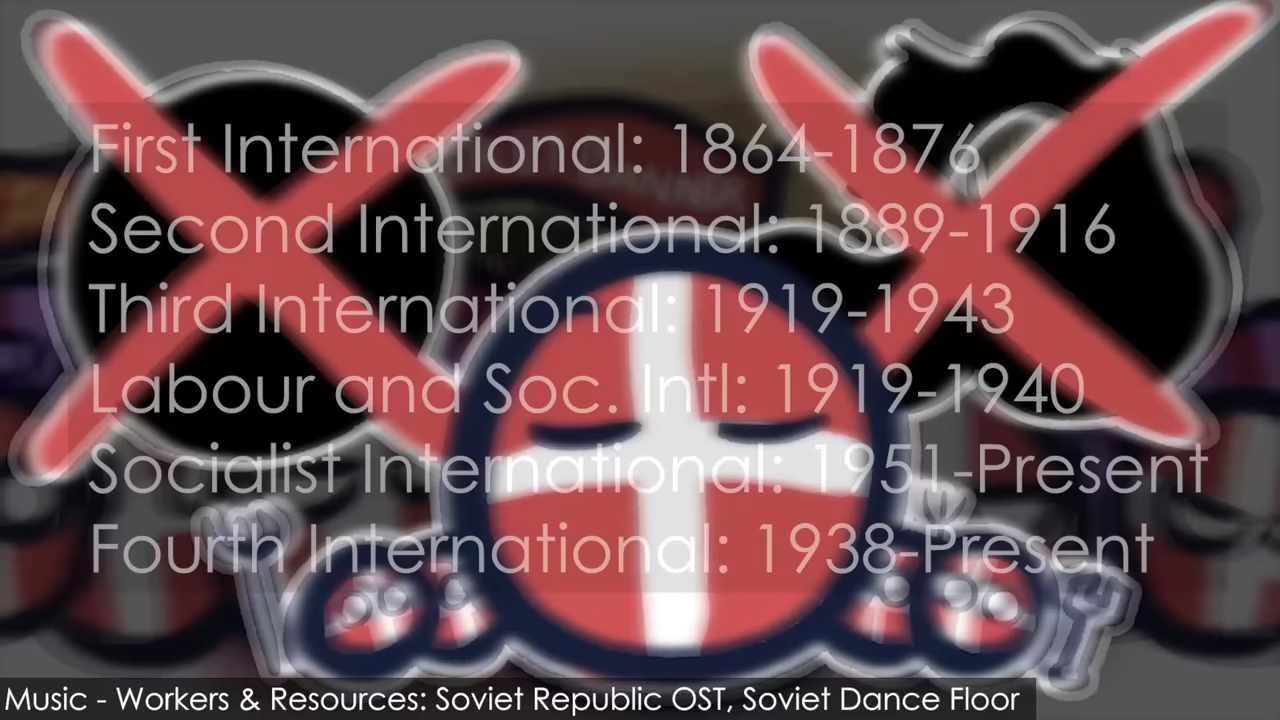 First International: 1864-1876
Second International: 1889-1916
Third International: 1919-1943
Labour and Soc. Intl: 1919-1940
Socialist International: 1951-Present
Fourth International: 1938-Present
Music - Workers & Resources: Soviet Republic OST, Soviet Dance Floor